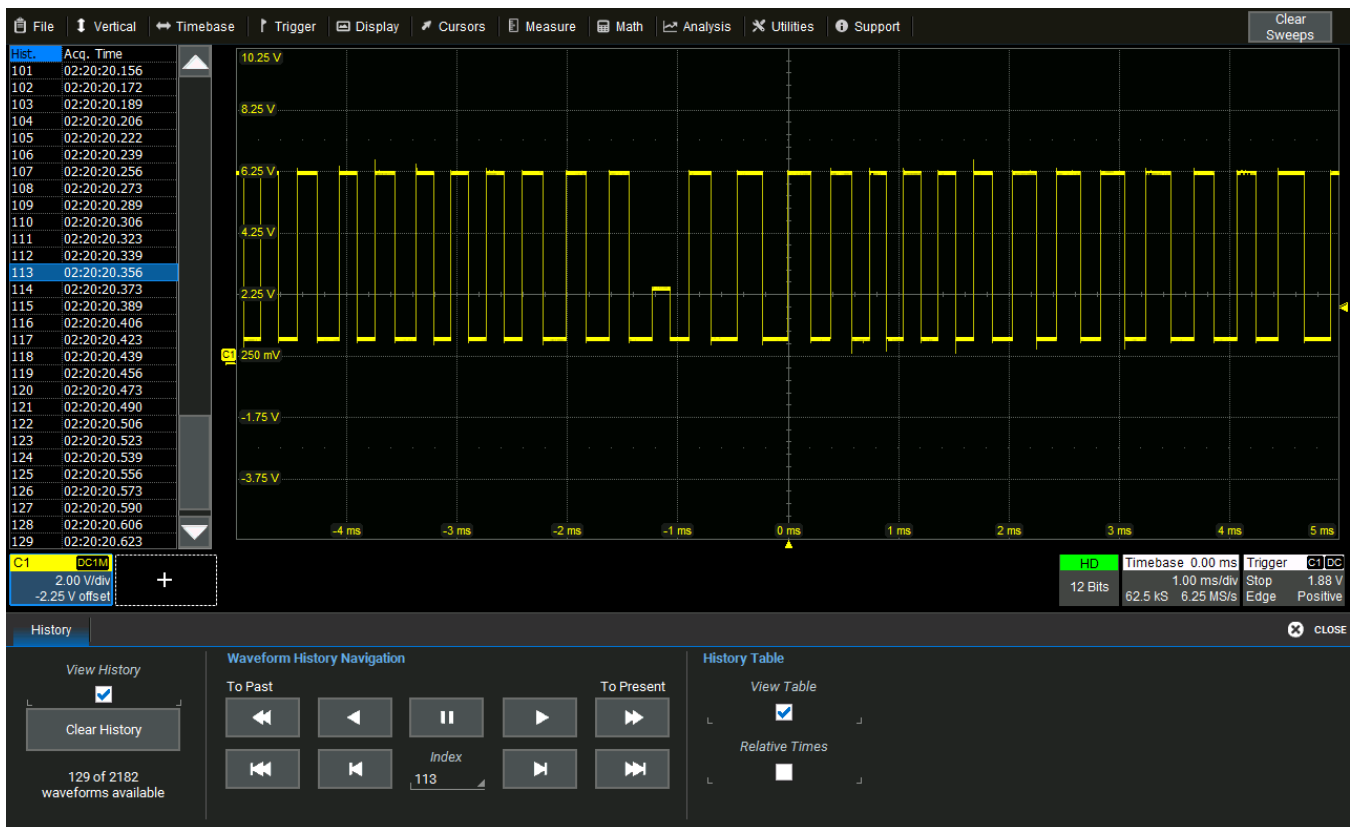 File Vertical Timebase Trigger Display Cursors Measure Math Analysis Utilities Support Clear Sweeps
Hist. Acq. Time
101 02:20:20.156
102 02:20:20.172
103 02:20:20.189
104 02:20:20.206
105 02:20:20.222
106 02:20:20.239
107 02:20:20.256
108 02:20:20.273
109 02:20:20.289
110 02:20:20.306
111 02:20:20.323
112 02:20:20.339
113 02:20:20.356
114 02:20:20.373
115 02:20:20.389
116 02:20:20.406
117 02:20:20.423
118 02:20:20.439
119 02:20:20.456
120 02:20:20.473
121 02:20:20.490
122 02:20:20.506
123 02:20:20.523
124 02:20:20.539
125 02:20:20.556
126 02:20:20.573
127 02:20:20.590
128 02:20:20.606
129 02:20:20.623
10.25 V
8.25 V
6.25 V
4.25 V
2.25 V
C1 250 mV
-1.75 V
-3.75 V
-4 ms -3 ms -2 ms -1 ms 0 ms 1 ms 2 ms 3 ms 4 ms 5 ms
C1 DC1M
2.00 V/div
-2.25 V offset
+
HD
12 Bits
Timebase 0.00 ms
1.00 ms/div
62.5 kS 6.25 MS/s
Trigger C1 DC
Stop 1.88 V
Edge Positive
History
CLOSE
View History
Clear History
129 of 2182
waveforms available
Waveform History Navigation
To Past To Present
Index
113
History Table
View Table
Relative Times